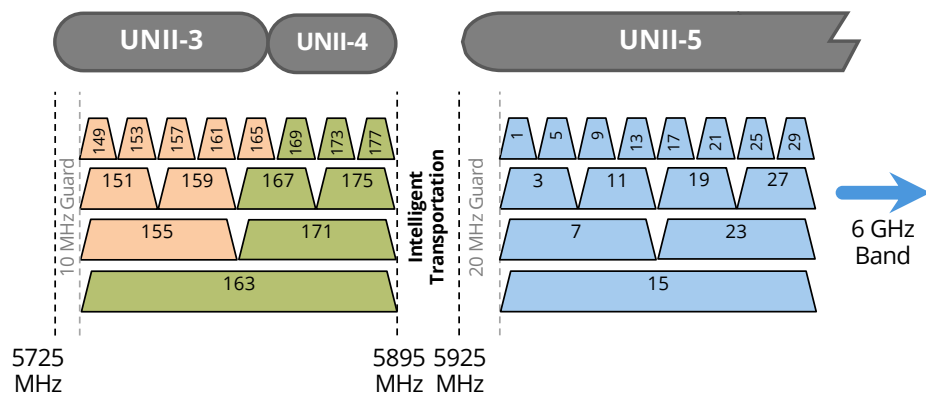 UNII-3
UNII-4
UNII-5
10 MHz Guard
149
153
157
161
165
169
173
177
Intelligent
Transportation
20 MHz Guard
1
5
9
13
17
21
25
29
151
159
167
175
3
11
19
27
155
171
7
23
6 GHz
Band
163
15
5725
MHz
5895
MHz
5925
MHz